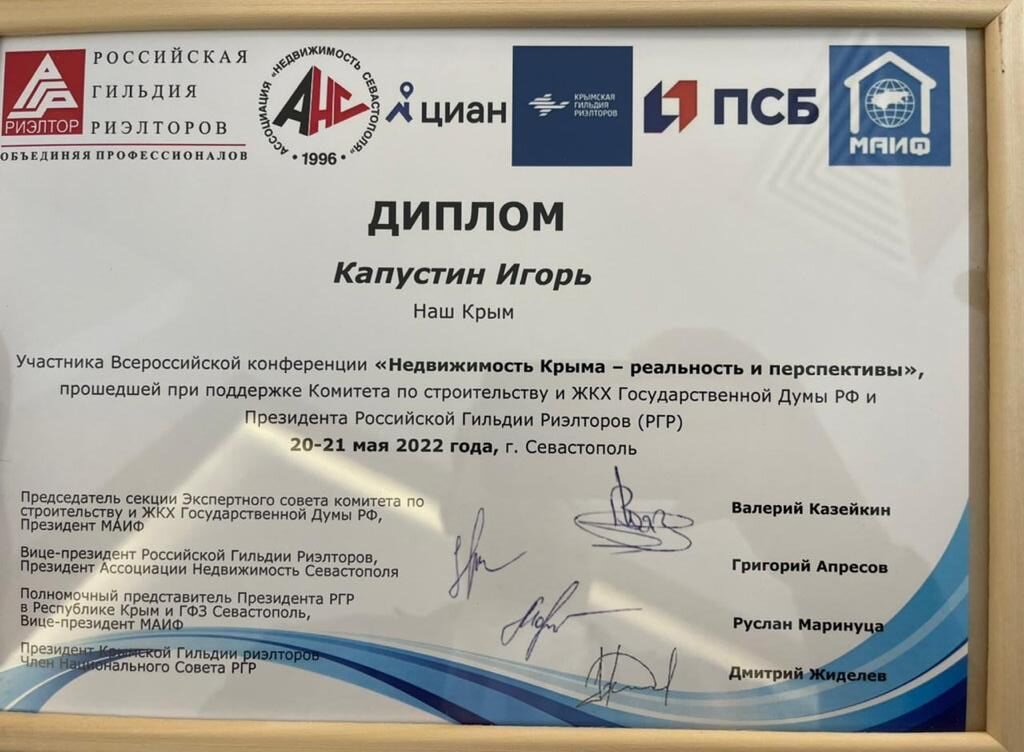 РОССИЙСКАЯ
ГИЛЬДИЯ
РИЭЛТОРОВ
РИЭЛТОР
ОБЪЕДИНЯЯ ПРОФЕССИОНАЛОВ
АССОЦИАЦИЯ «НЕДВИЖИМОСТЬ СЕВАСТОПОЛЯ»
АНС
• 1996 •
циан
КРЫМСКАЯ
ГИЛЬДИЯ
РИЭЛТОРОВ
ПСБ
МАИФ
ДИПЛОМ
Капустин Игорь
Наш Крым
Участника Всероссийской конференции «Недвижимость Крыма – реальность и перспективы»,
прошедшей при поддержке Комитета по строительству и ЖКХ Государственной Думы РФ и
Президента Российской Гильдии Риэлторов (РГР)
20-21 мая 2022 года, г. Севастополь
Председатель секции Экспертного совета комитета по
строительству и ЖКХ Государственной Думы РФ,
Президент МАИФ
Валерий Казейкин
Вице-президент Российской Гильдии Риэлторов,
Президент Ассоциации Недвижимость Севастополя
Григорий Апресов
Полномочный представитель Президента РГР
в Республике Крым и ГФЗ Севастополь,
Вице-президент МАИФ
Руслан Маринуца
Президент Крымской Гильдии риэлторов
Член Национального Совета РГР
Дмитрий Жиделев